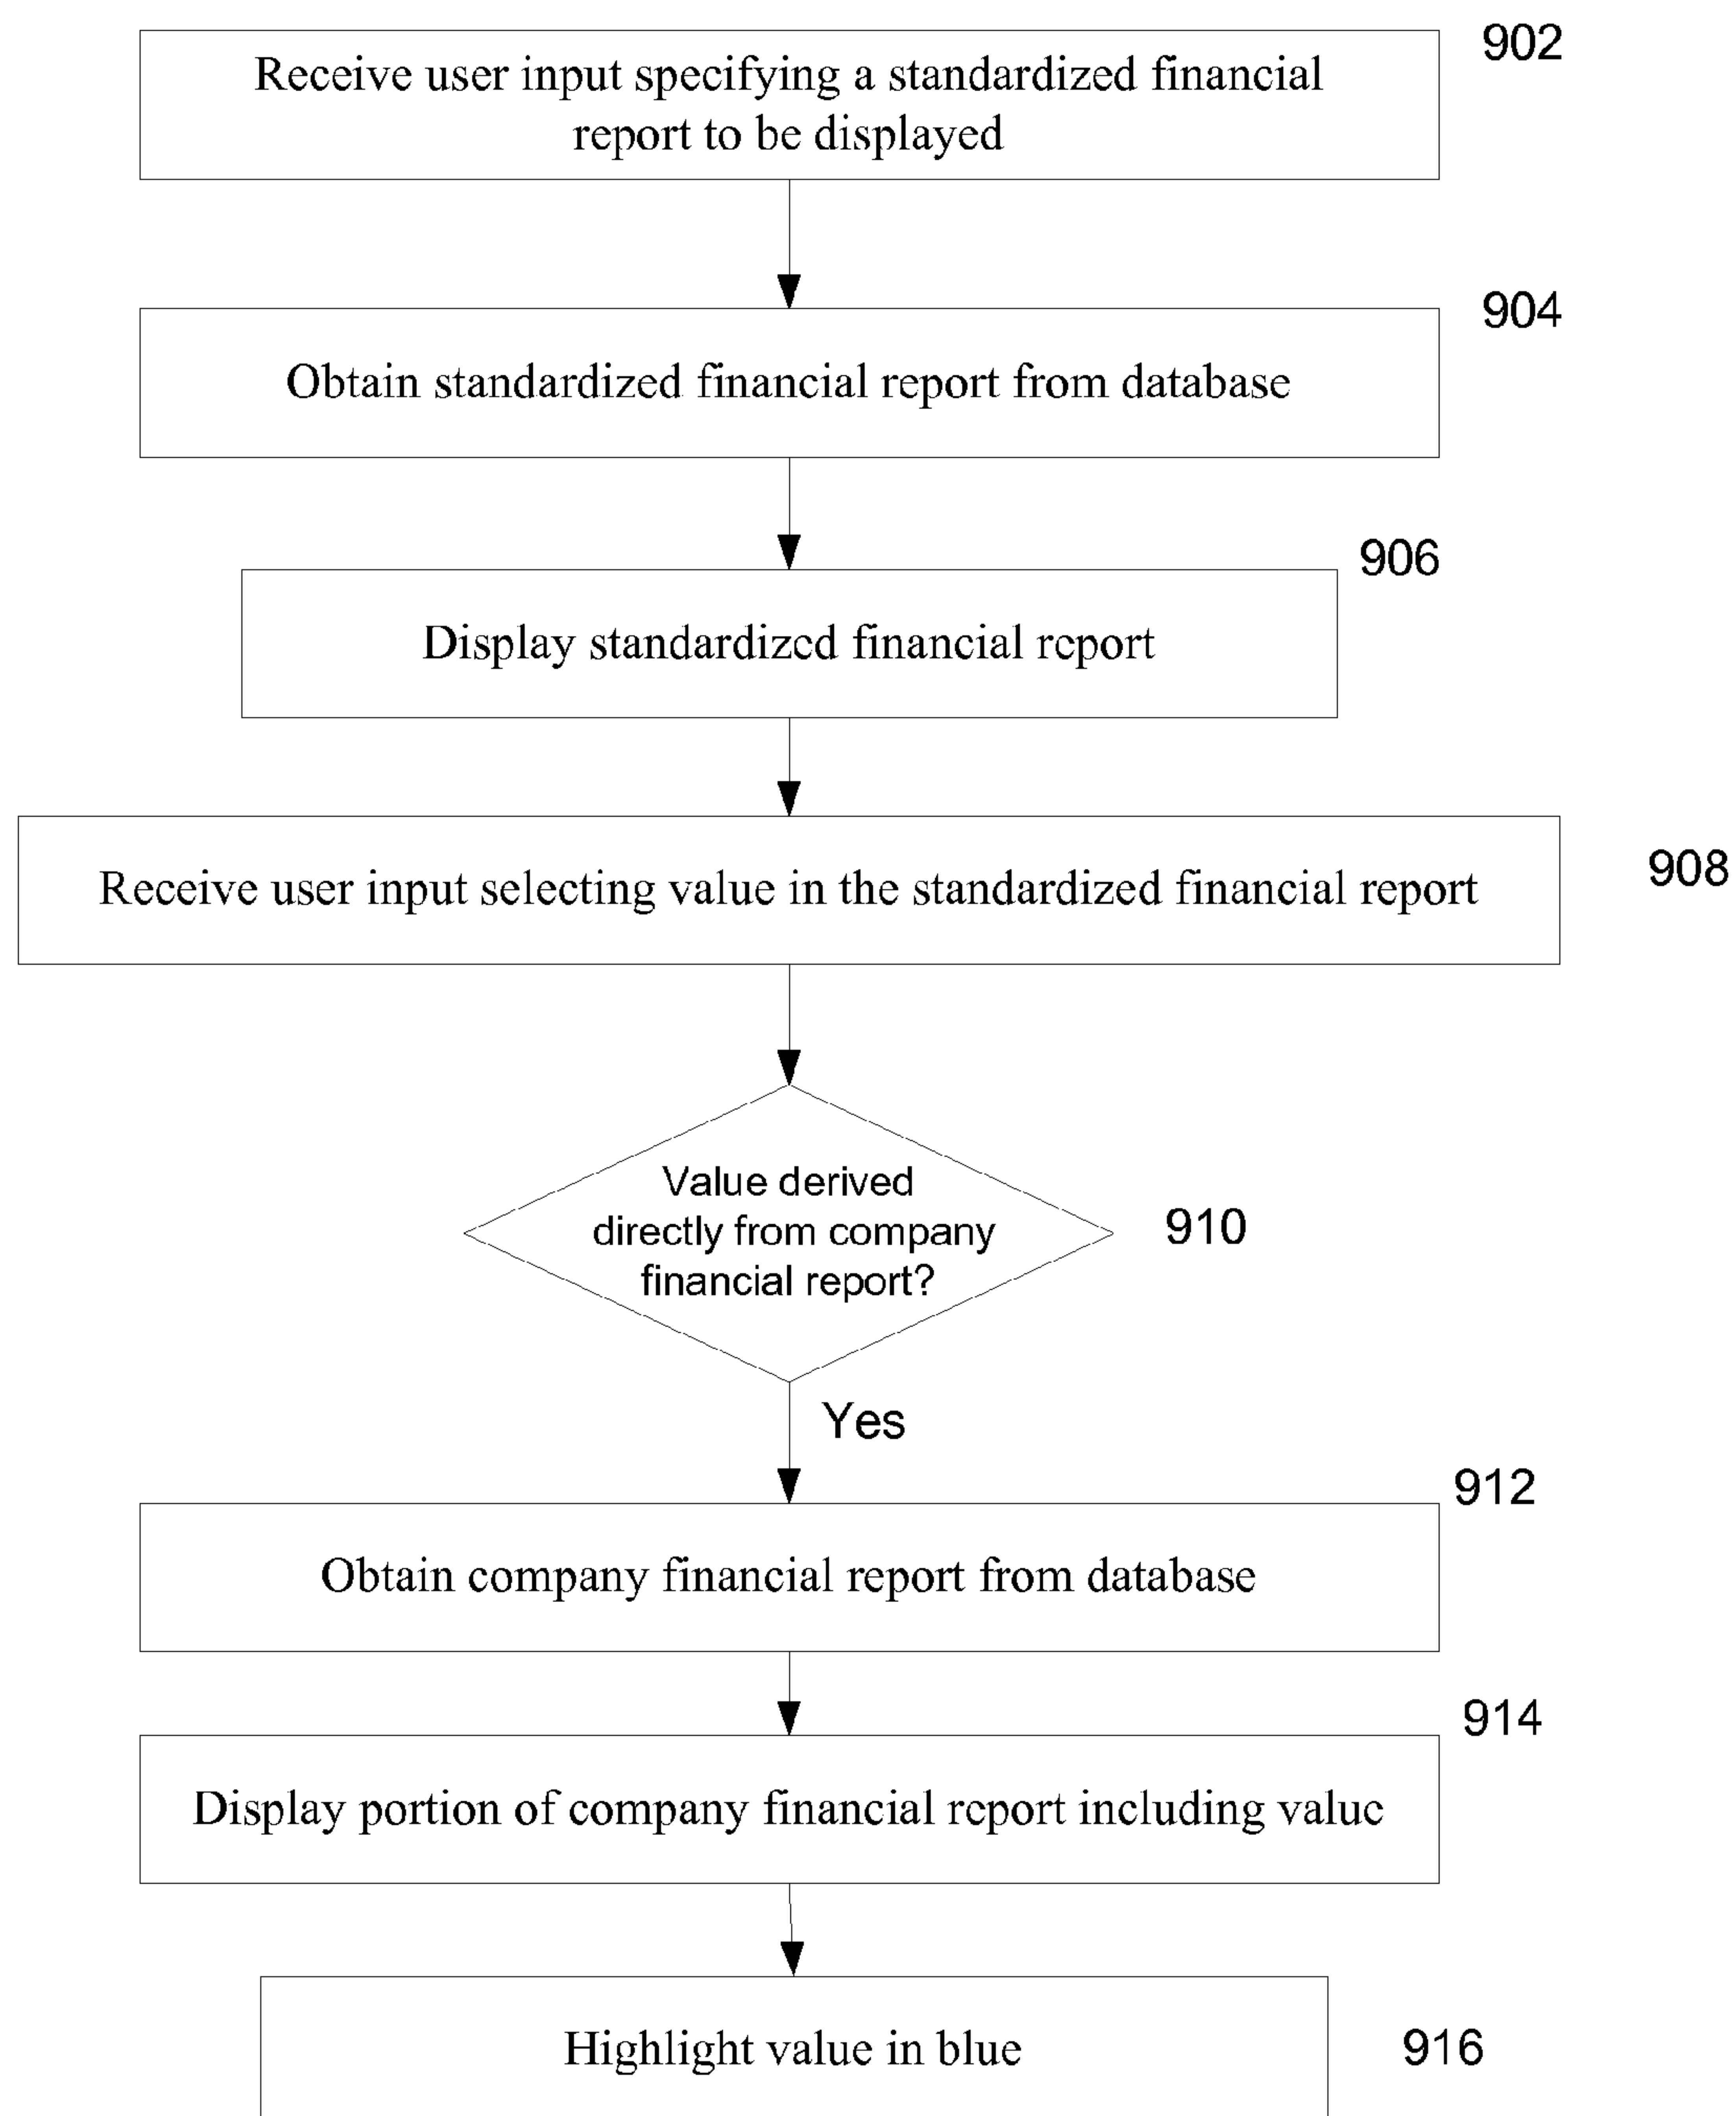 902
Receive user input specifying a standardized financial
report to be displayed
904
Obtain standardized financial report from database
906
Display standardized financial report
Receive user input selecting value in the standardized financial report
908
Value derived
directly from company
financial report?
910
Yes
912
Obtain company financial report from database
914
Display portion of company financial report including value
Highlight value in blue
916